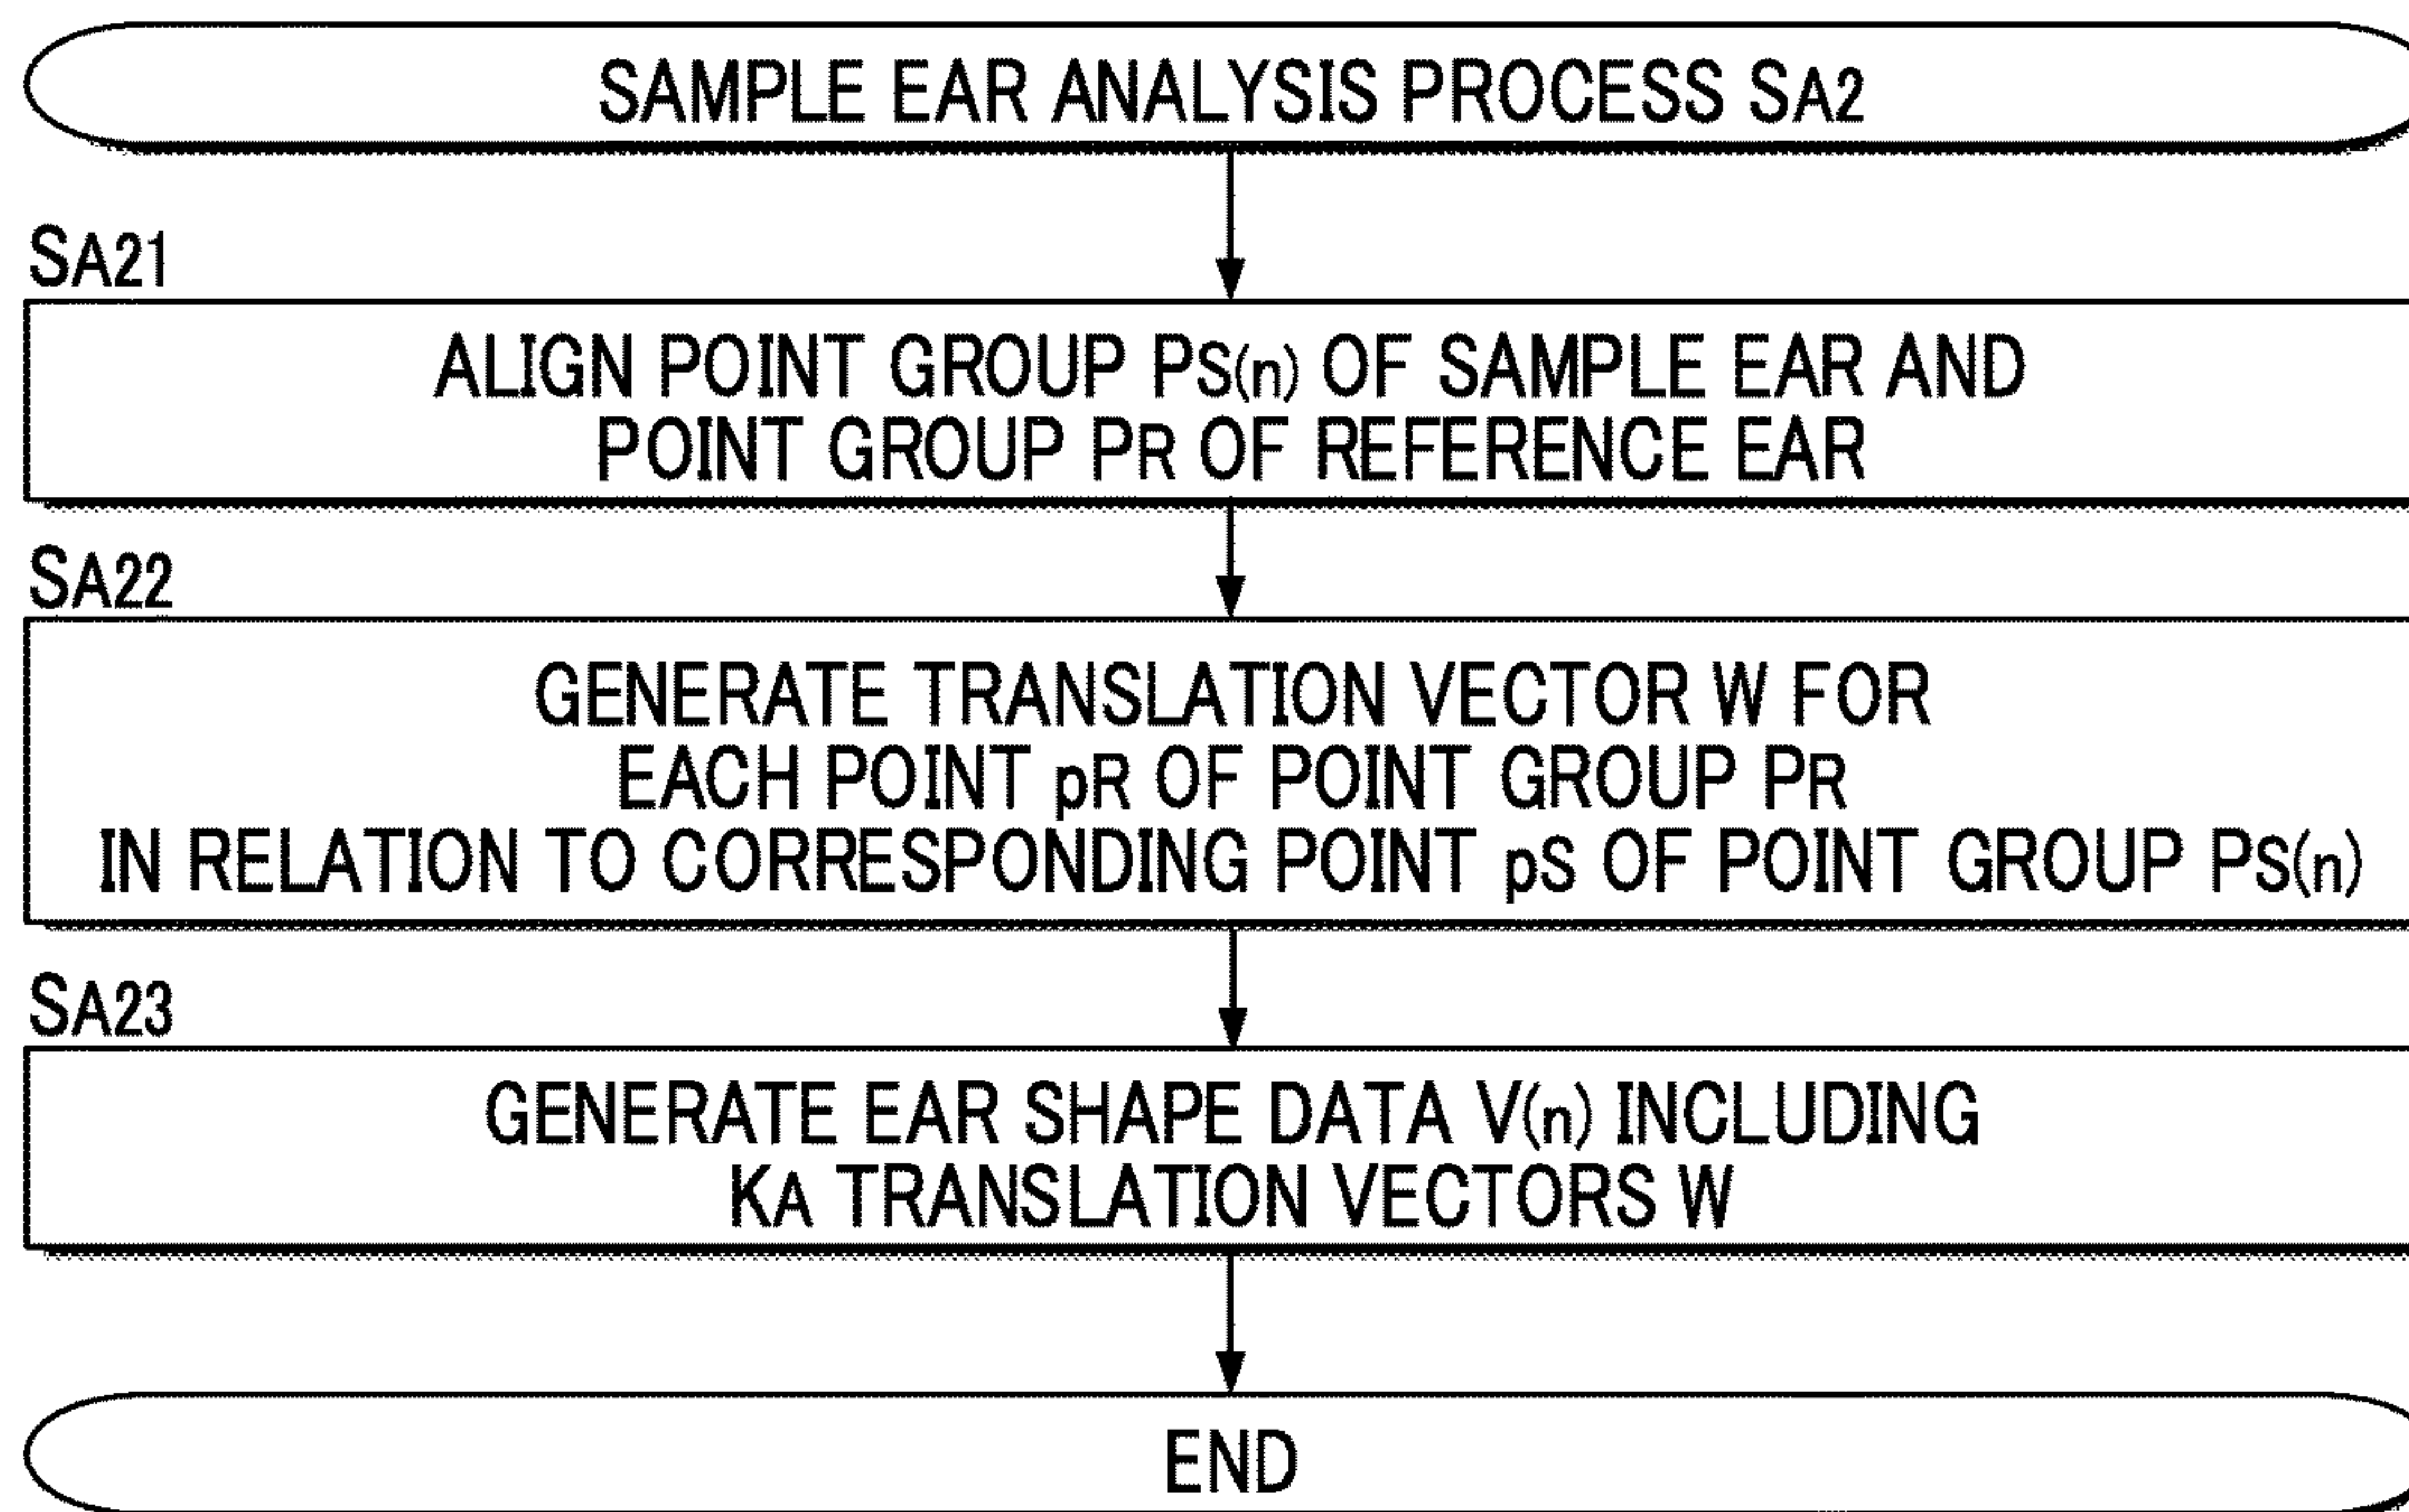 SAMPLE EAR ANALYSIS PROCESS SA2
SA21
ALIGN POINT GROUP PS(n) OF SAMPLE EAR AND
POINT GROUP PR OF REFERENCE EAR
SA22
GENERATE TRANSLATION VECTOR W FOR
EACH POINT pR OF POINT GROUP PR
IN RELATION TO CORRESPONDING POINT pS OF POINT GROUP PS(n)
SA23
GENERATE EAR SHAPE DATA V(n) INCLUDING
KA TRANSLATION VECTORS W
END